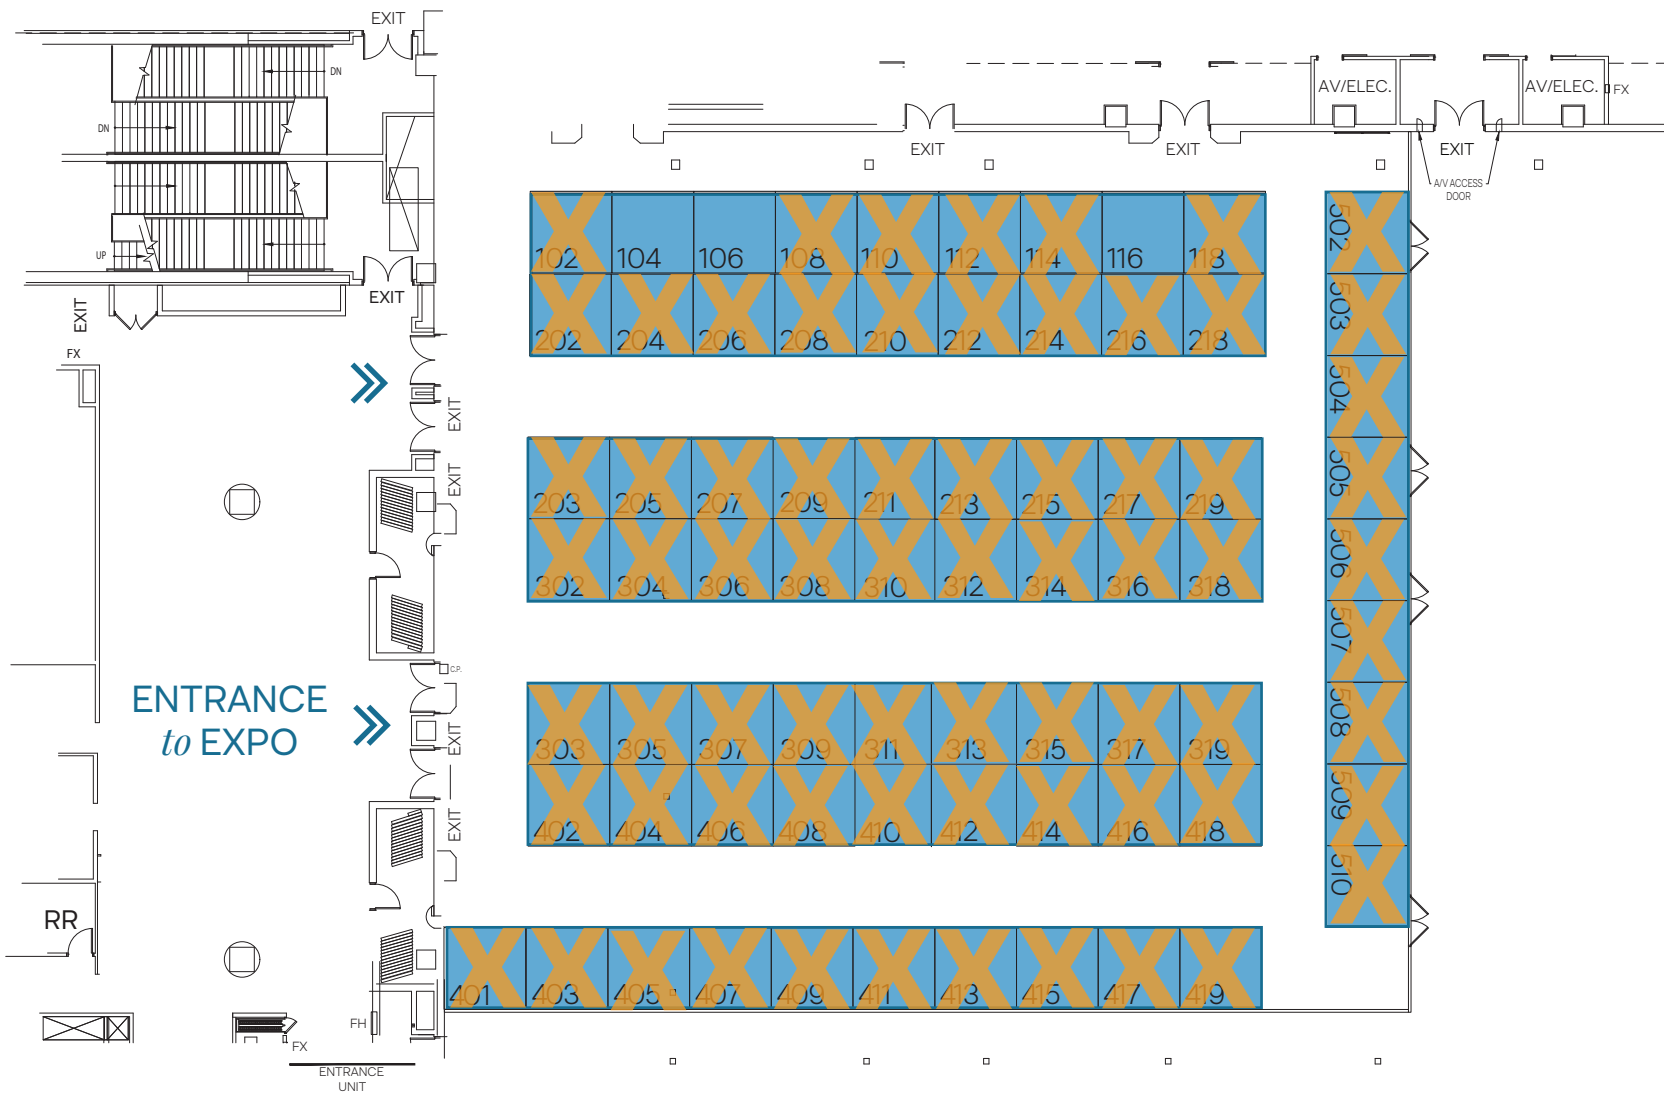 EXIT
DN
DN
UP
EXIT
EXIT
FX
EXIT
EXIT
C.P.
EXIT
EXIT
ENTRANCE
to EXPO
RR
FH
FX
ENTRANCE
UNIT
AV/ELEC. AV/ELEC.
FX
EXIT EXIT EXIT
A/V ACCESS
DOOR
102 104 106 108 110 112 114 116 118
202 204 206 208 210 212 214 216 218
203 205 207 209 211 213 215 217 219
302 304 306 308 310 312 314 316 318
303 305 307 309 311 313 315 317 319
402 404 406 408 410 412 414 416 418
401 403 405 407 409 411 413 415 417 419
502
503
504
505
506
507
508
509
510